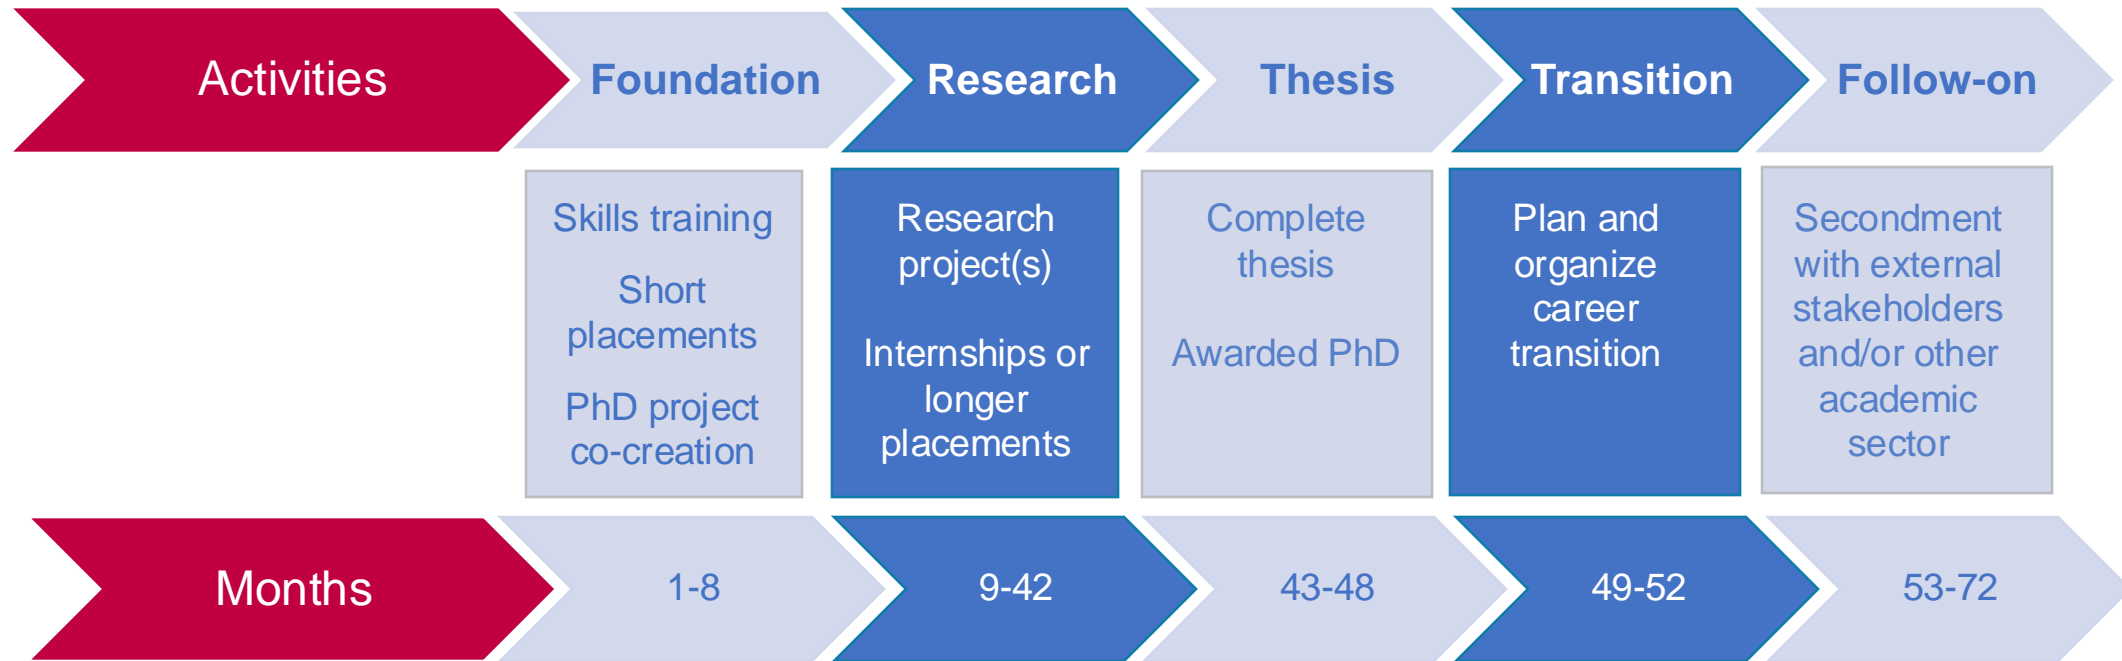 Activities
Foundation
Research
Thesis
Transition
Follow-on
Skills training
Short
placements
PhD project
co-creation
Research
project(s)
Internships or
longer
placements
Complete
thesis
Awarded PhD
Plan and
organize
career
transition
Secondment
with external
stakeholders
and/or other
academic
sector
Months
1-8
9-42
43-48
49-52
53-72